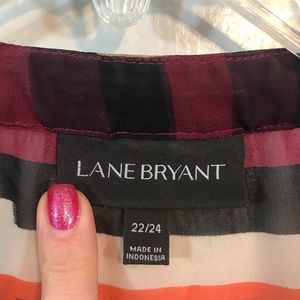 LANE BRYANT
22/24
MADE IN
INDONESIA